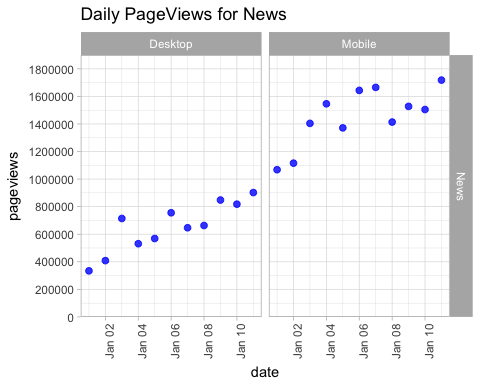 Daily PageViews for News
Desktop
Mobile
News
pageviews
1800000
1600000
1400000
1200000
1000000
800000
600000
400000
200000
0
Jan 02
Jan 04
Jan 06
Jan 08
Jan 10
Jan 02
Jan 04
Jan 06
Jan 08
Jan 10
date